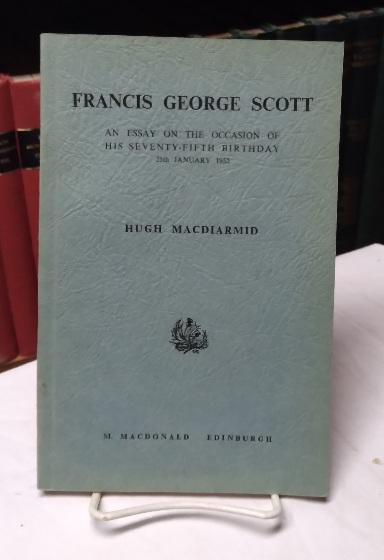 FRANCIS GEORGE SCOTT
AN ESSAY ON THE OCCASION OF
HIS SEVENTY-FIFTH BIRTHDAY
25th JANUARY 1955
HUGH MACDIARMID
M. MACDONALD EDINBURGH